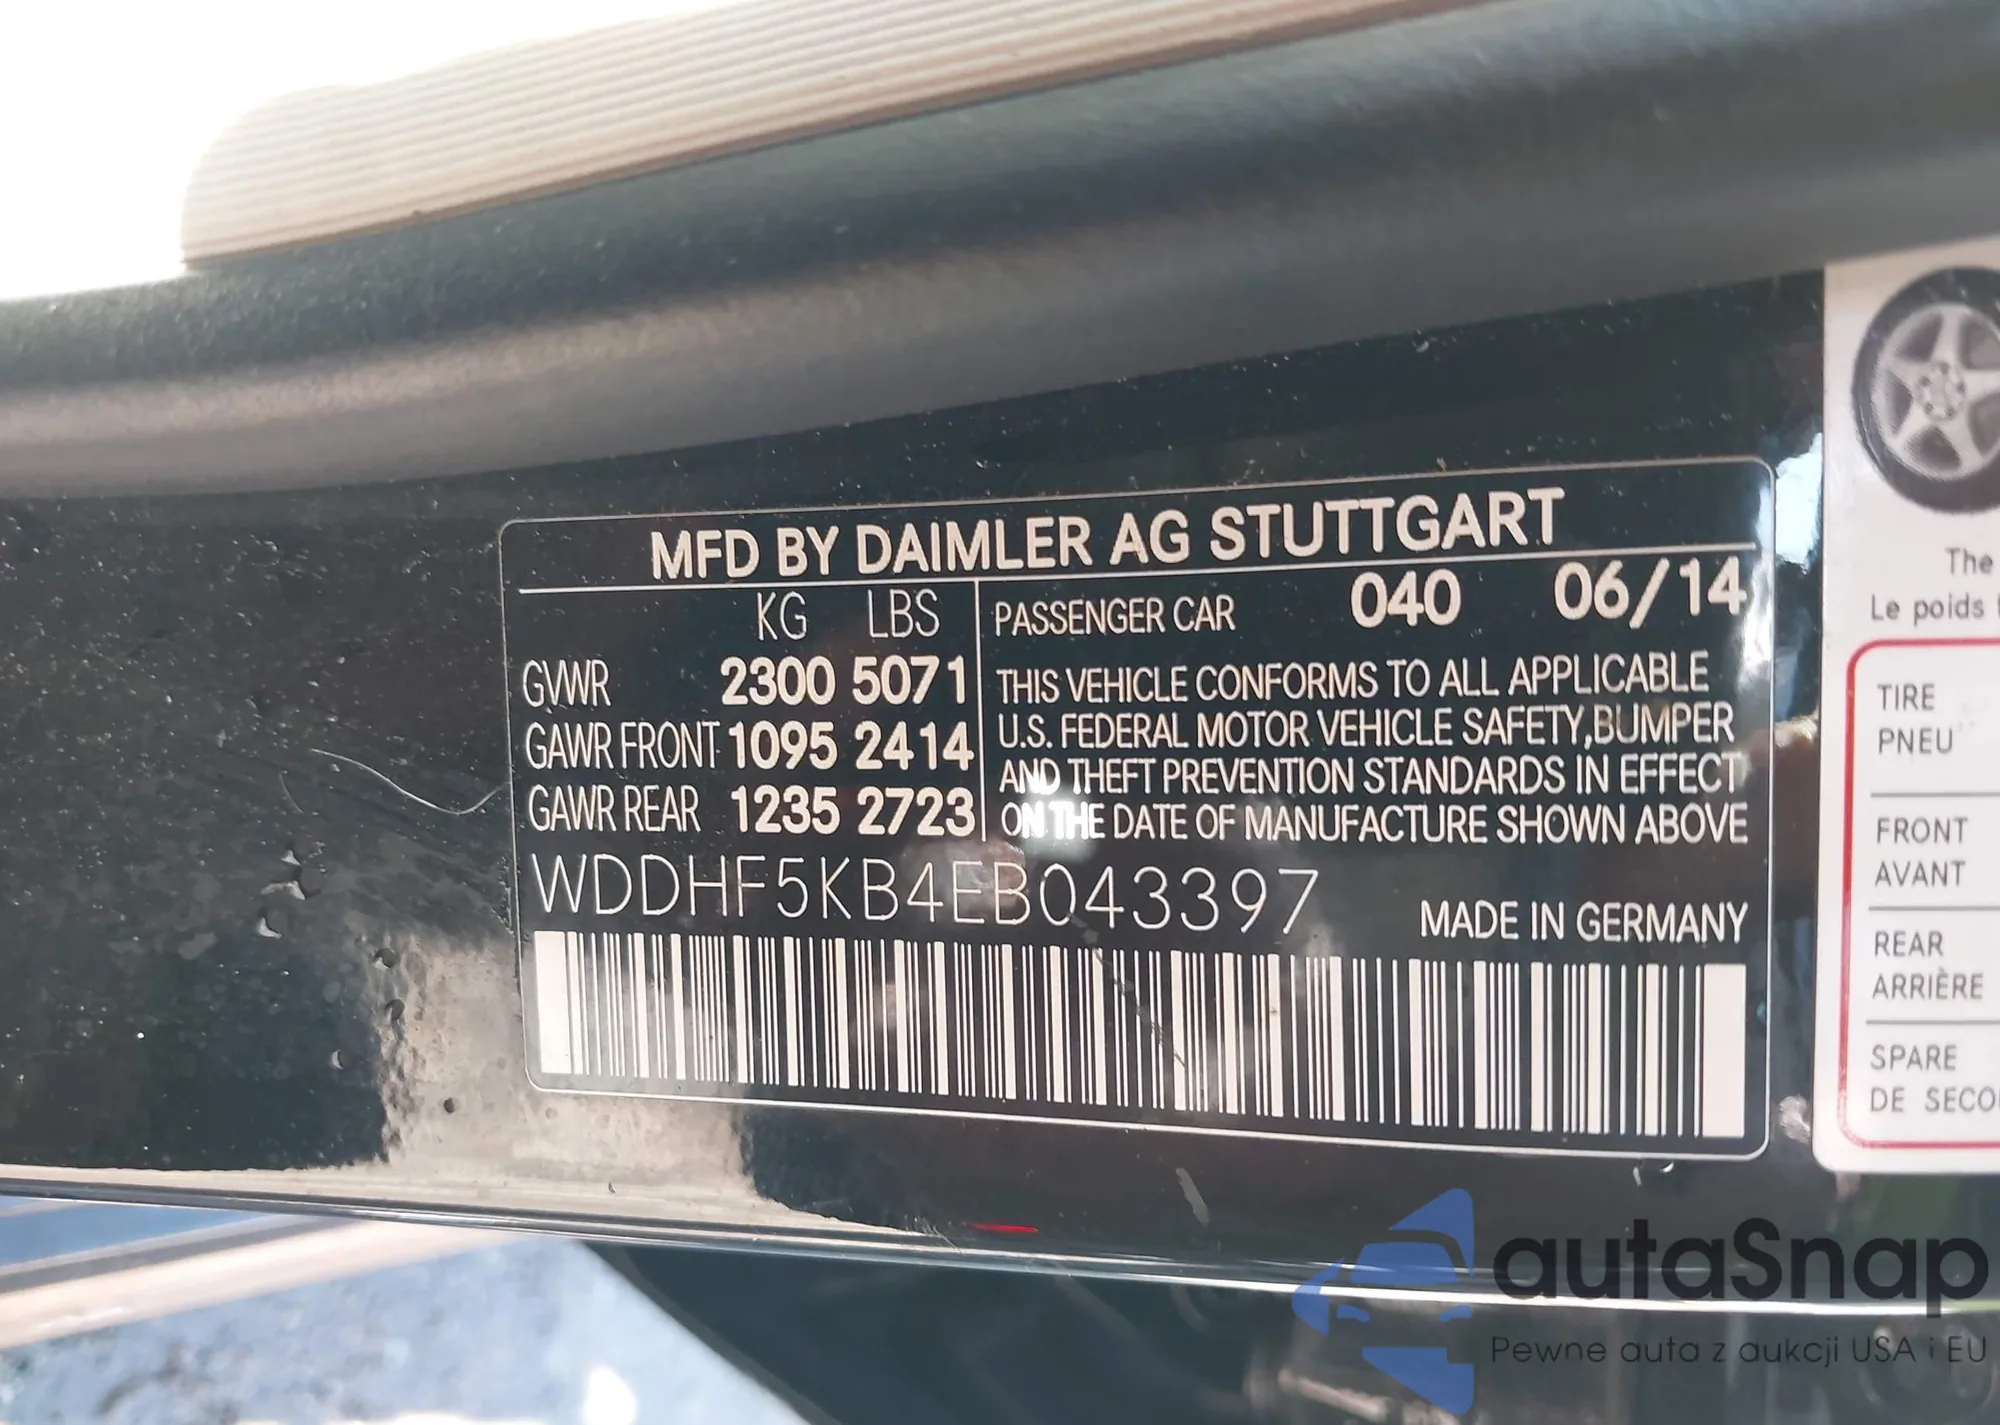 MFD BY DAIMLER AG STUTTGART
KG LBS
GVWR 2300 5071
GAWR FRONT 1095 2414
GAWR REAR 1235 2723
PASSENGER CAR 040 06/14
THIS VEHICLE CONFORMS TO ALL APPLICABLE
U.S. FEDERAL MOTOR VEHICLE SAFETY,BUMPER
AND THEFT PREVENTION STANDARDS IN EFFECT
ON THE DATE OF MANUFACTURE SHOWN ABOVE
WDDHF5KB4EB043397
MADE IN GERMANY
The
Le poids
TIRE
PNEU
FRONT
AVANT
REAR
ARRIÈRE
SPARE
DE SECO
autaSnap
Pewne auta z aukcji USA i EU